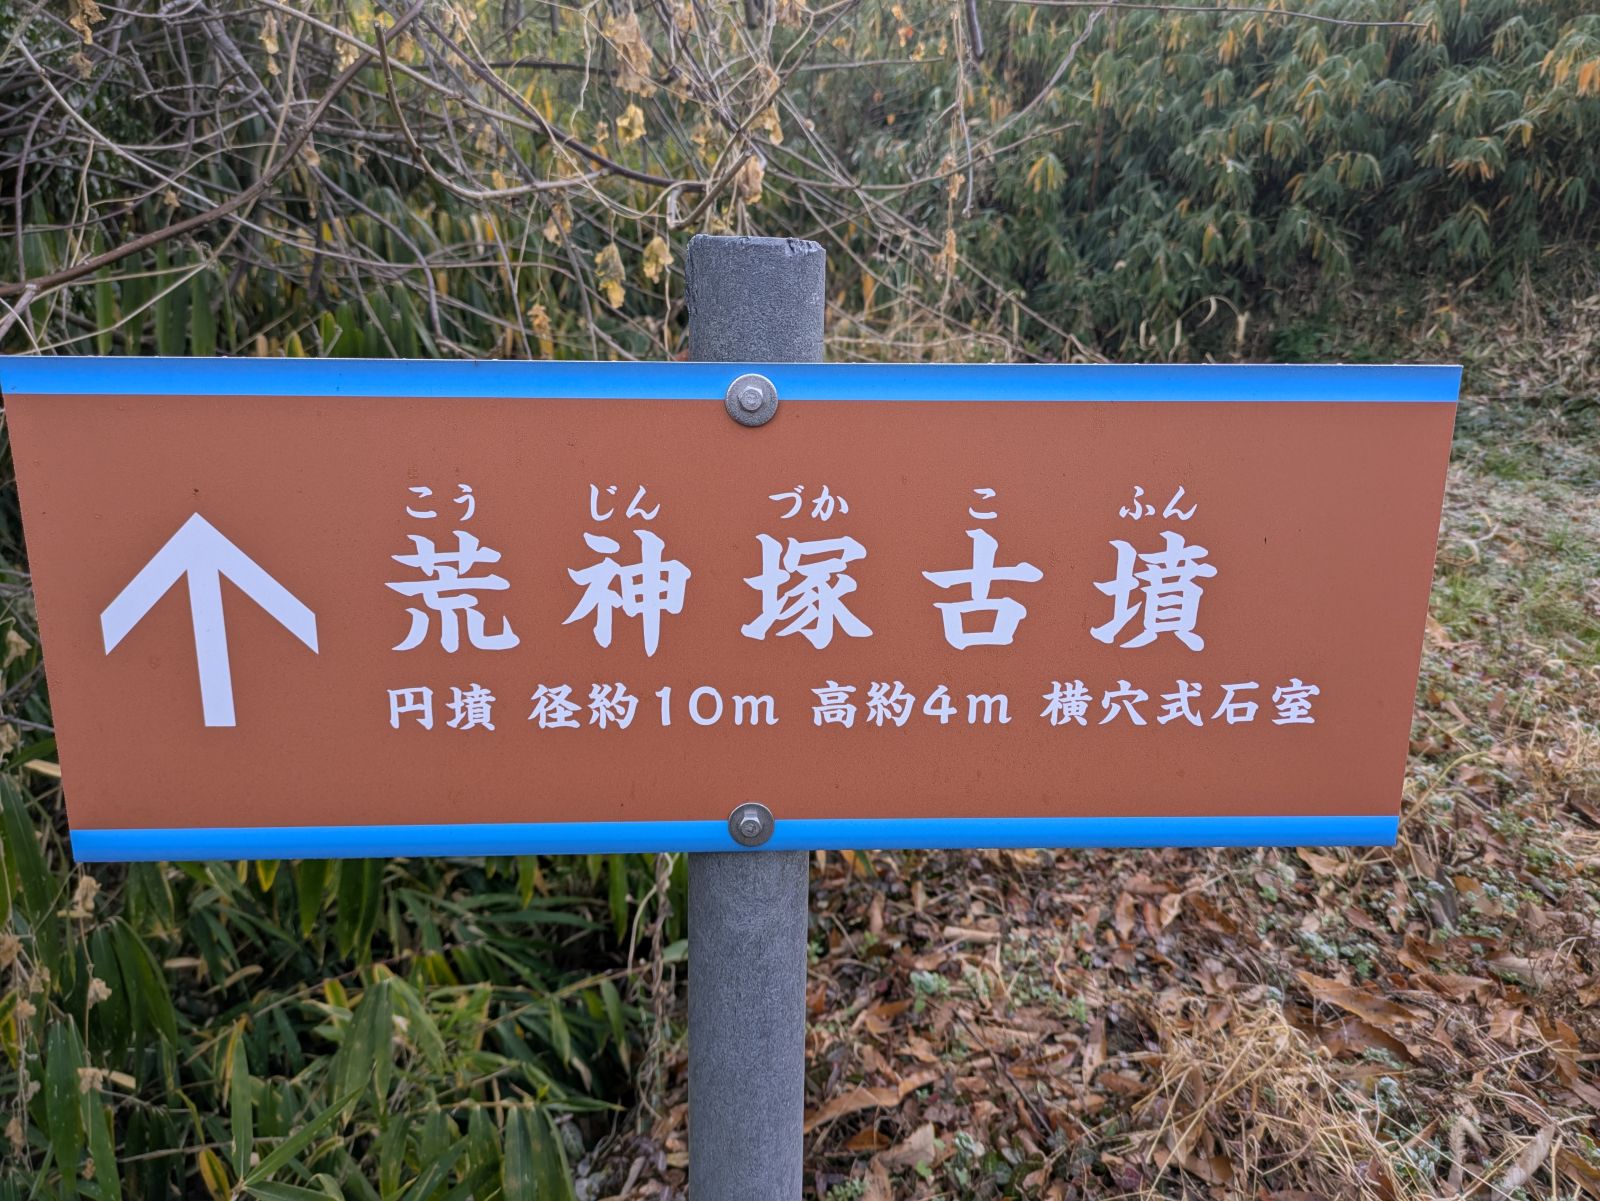 こう じん づか こ ふん
荒神塚古墳
円墳 径約10m 高約4m 横穴式石室